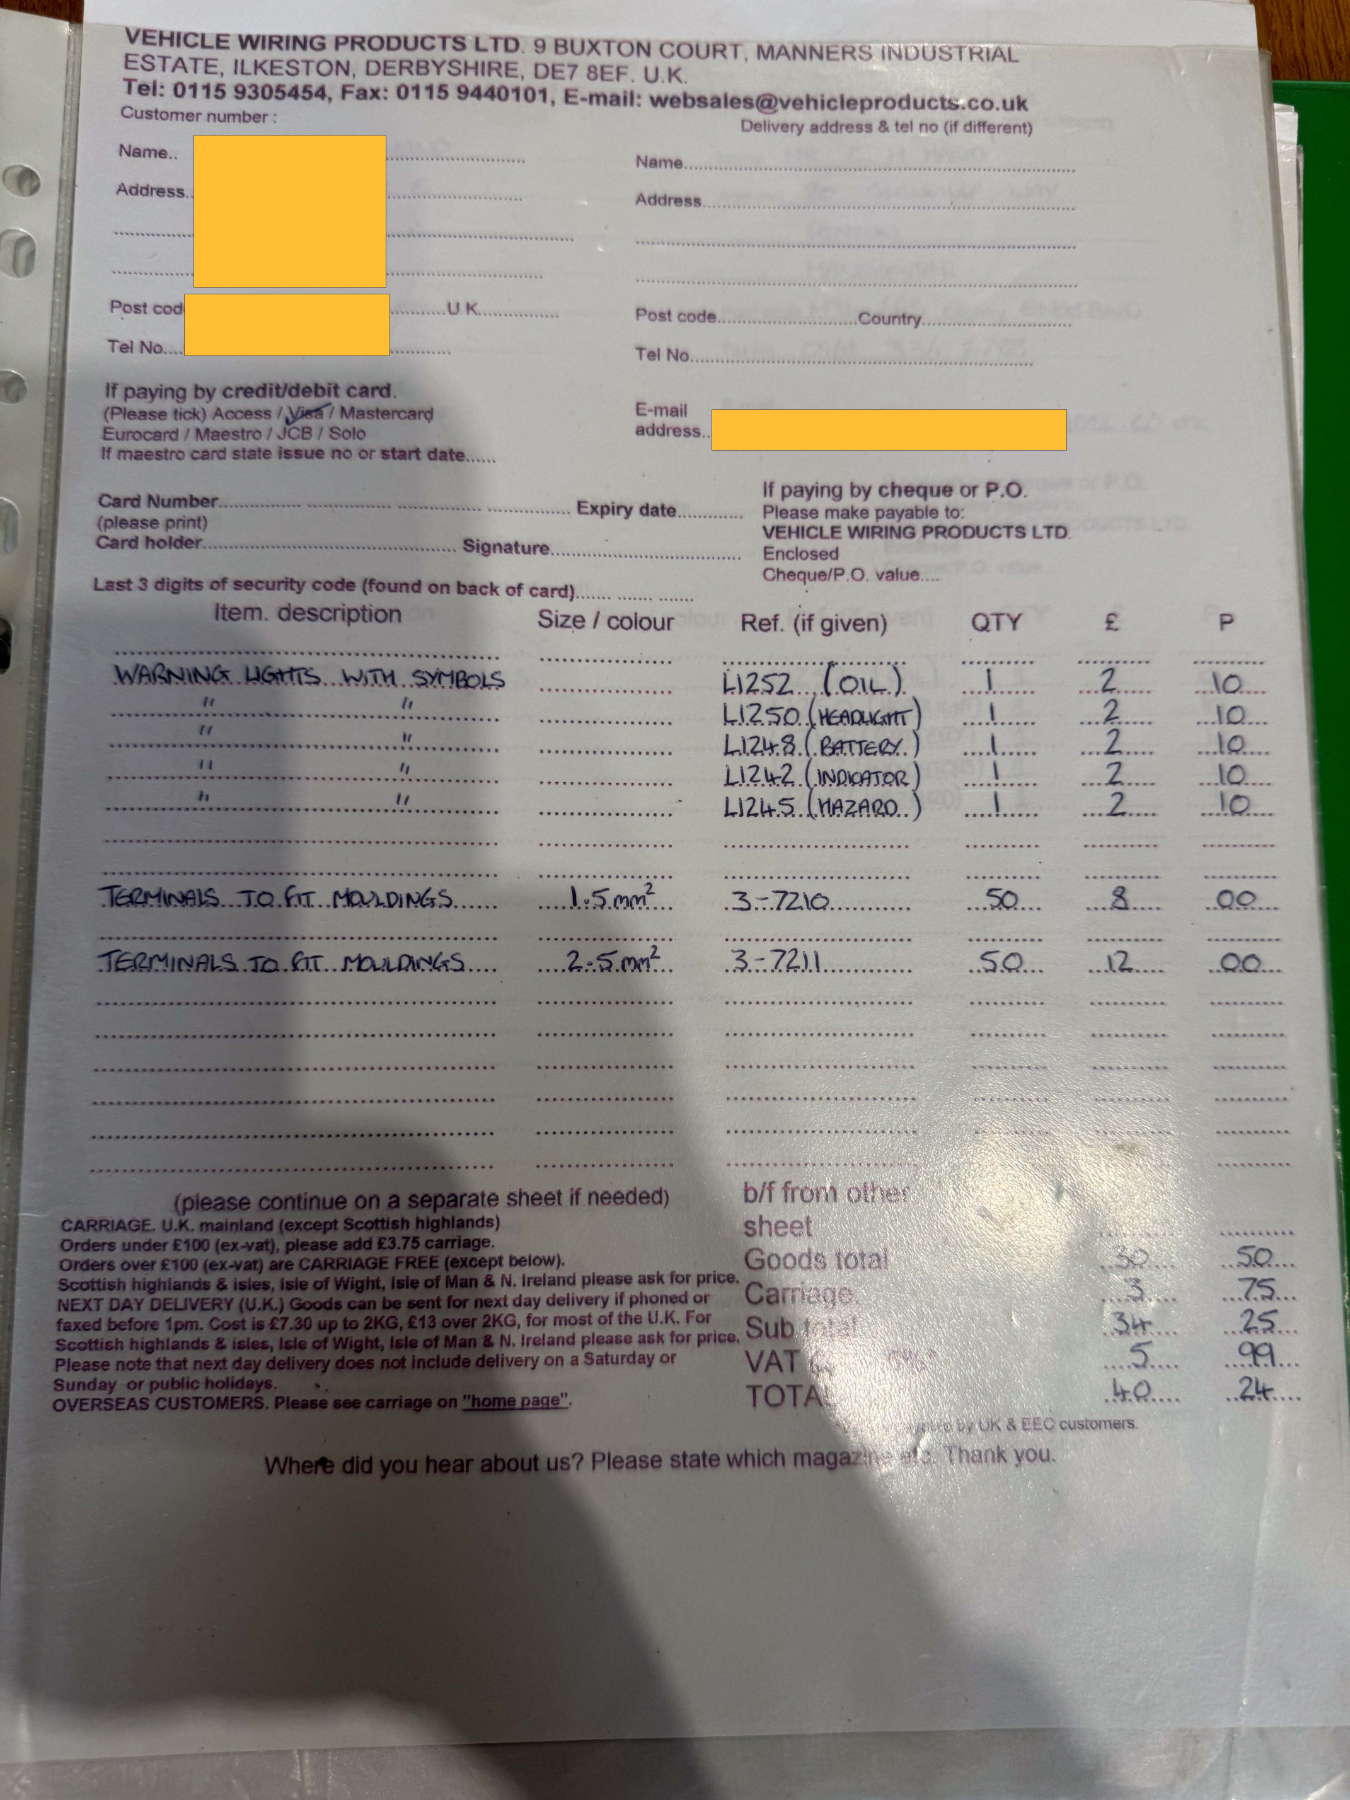 VEHICLE WIRING PRODUCTS LTD. 9 BUXTON COURT, MANNERS INDUSTRIAL
ESTATE, ILKESTON, DERBYSHIRE, DE7 8EF. U.K.
Tel: 0115 9305454, Fax: 0115 9440101, E-mail: websales@vehicleproducts.co.uk
Customer number :
Delivery address & tel no (if different)
Name..
Name
Address
Address
Post cod U.K.
Post code Country
Tel No
Tel No
If paying by credit/debit card.
(Please tick) Access / Visa / Mastercard
Eurocard / Maestro / JCB / Solo
If maestro card state issue no or start date
E-mail
address
Card Number Expiry date
(please print)
Card holder Signature
Last 3 digits of security code (found on back of card)
If paying by cheque or P.O.
Please make payable to:
VEHICLE WIRING PRODUCTS LTD.
Enclosed
Cheque/P.O. value
Item. description Size / colour Ref. (if given) QTY £ P
WARNING LIGHTS WITH SYMBOLS L1252 (OIL) 1 2 10
" " L1250 (HEADLIGHT) 1 2 10
" " L1248 (BATTERY) 1 2 10
" " L1242 (INDICATOR) 1 2 10
" " L1245 (HAZARD) 1 2 10
TERMINALS TO FIT MOULDINGS 1.5mm² 3-7210 50 8 00
TERMINALS TO FIT MOULDINGS 2.5mm² 3-7211 50 12 00
(please continue on a separate sheet if needed)
CARRIAGE. U.K. mainland (except Scottish highlands)
Orders under £100 (ex-vat), please add £3.75 carriage.
Orders over £100 (ex-vat) are CARRIAGE FREE (except below).
Scottish highlands & isles, Isle of Wight, Isle of Man & N. Ireland please ask for price.
NEXT DAY DELIVERY (U.K.) Goods can be sent for next day delivery if phoned or
faxed before 1pm. Cost is £7.30 up to 2KG, £13 over 2KG, for most of the U.K. For
Scottish highlands & isles, Isle of Wight, Isle of Man & N. Ireland please ask for price.
Please note that next day delivery does not include delivery on a Saturday or
Sunday or public holidays.
OVERSEAS CUSTOMERS. Please see carriage on "home page".
b/f from other
sheet
Goods total 30 50
Carriage 3 75
Sub total 34 25
VAT 5 99
TOTAL 40 24
by UK & EEC customers.
Where did you hear about us? Please state which magazine etc. Thank you.